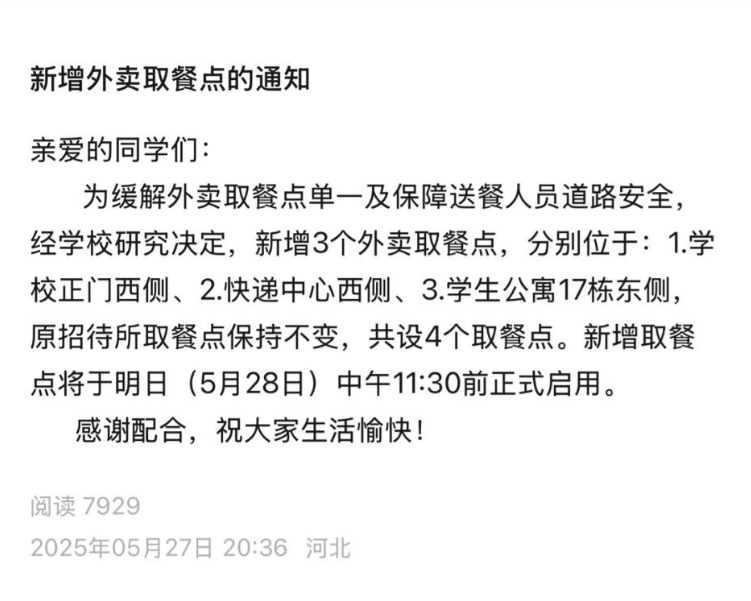 新增外卖取餐点的通知
亲爱的同学们：
为缓解外卖取餐点单一及保障送餐人员道路安全，
经学校研究决定，新增3个外卖取餐点，分别位于：1.学
校正门西侧、2.快递中心西侧、3.学生公寓17栋东侧，
原招待所取餐点保持不变，共设4个取餐点。新增取餐
点将于明日（5月28日）中午11:30前正式启用。
感谢配合，祝大家生活愉快！
阅读 7929
2025年05月27日 20:36 河北